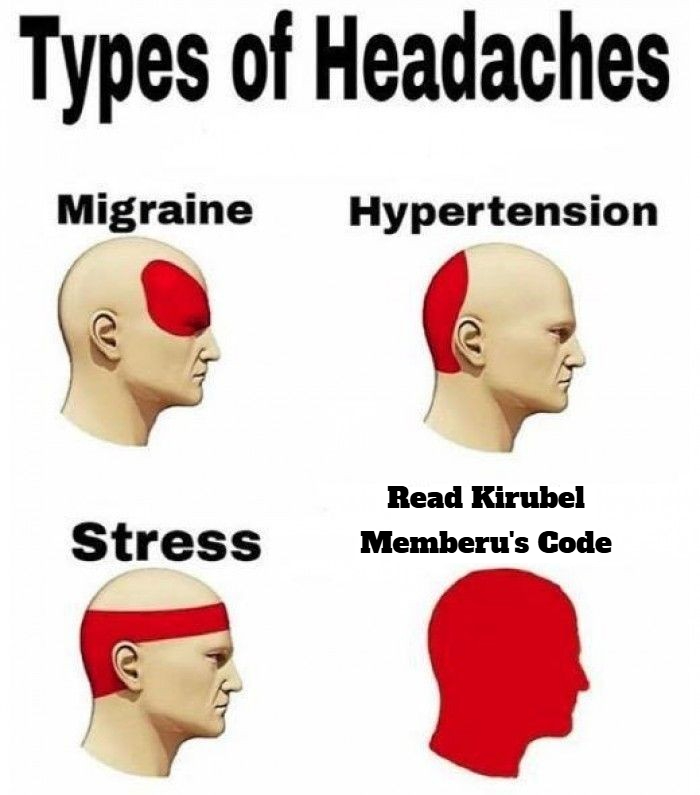 Types of Headaches
Migraine
Hypertension
Stress
Read Kirubel
Memberu's Code